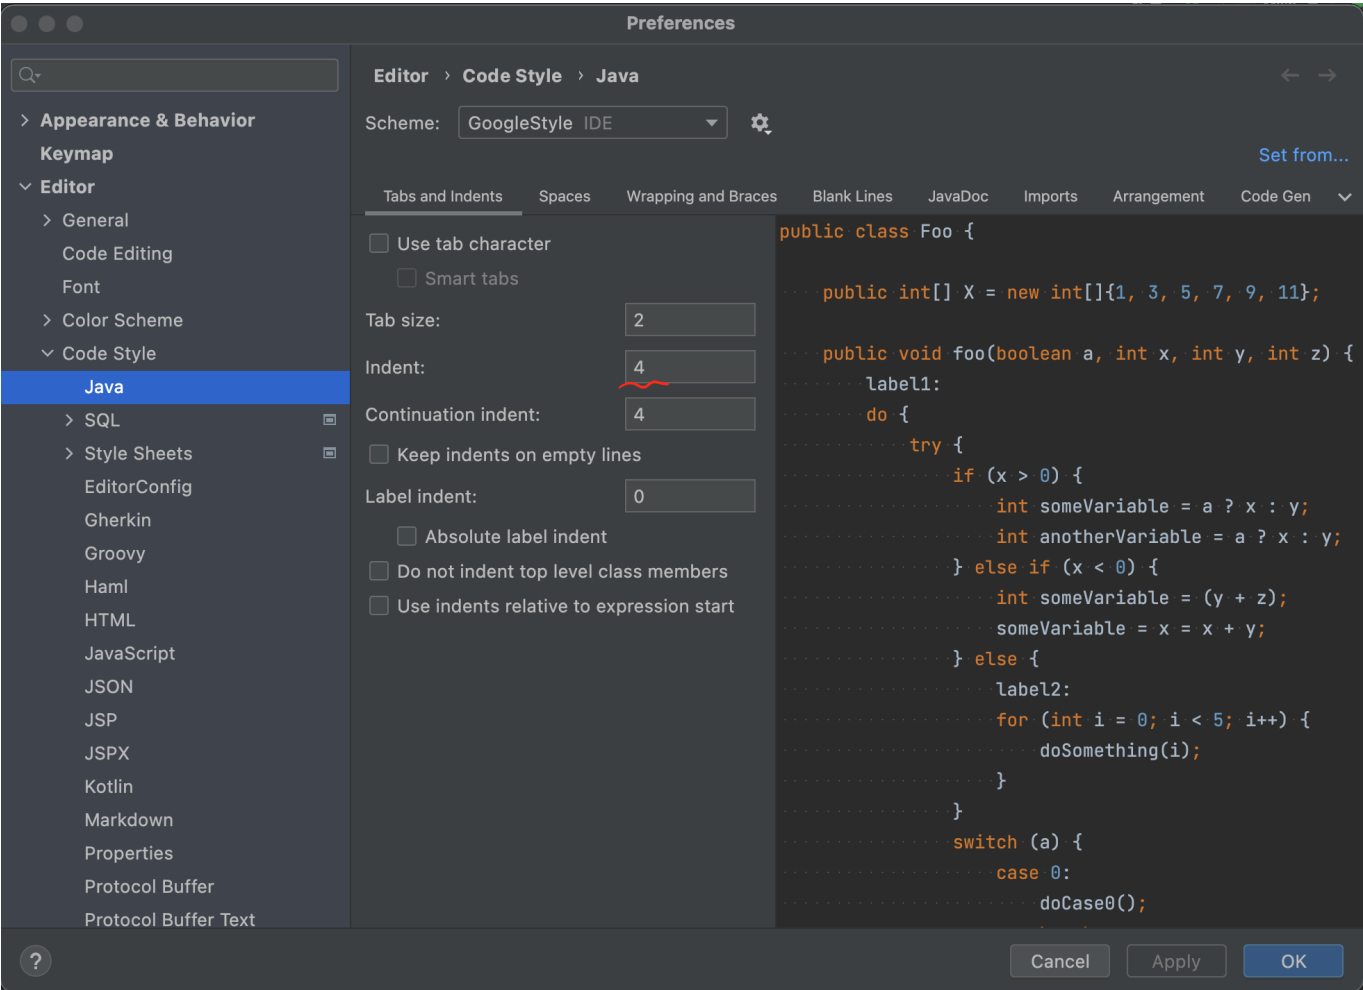 Preferences
Appearance & Behavior
Keymap
Editor
General
Code Editing
Font
Color Scheme
Code Style
Java
SQL
Style Sheets
EditorConfig
Gherkin
Groovy
Haml
HTML
JavaScript
JSON
JSP
JSPX
Kotlin
Markdown
Properties
Protocol Buffer
Protocol Buffer Text
Editor › Code Style › Java
Scheme: GoogleStyle IDE
Set from...
Tabs and Indents Spaces Wrapping and Braces Blank Lines JavaDoc Imports Arrangement Code Gen
Use tab character
Smart tabs
Tab size: 2
Indent: 4
Continuation indent: 4
Keep indents on empty lines
Label indent: 0
Absolute label indent
Do not indent top level class members
Use indents relative to expression start
public class Foo {
public int[] X = new int[]{1, 3, 5, 7, 9, 11};
public void foo(boolean a, int x, int y, int z) {
label1:
do {
try {
if (x > 0) {
int someVariable = a ? x : y;
int anotherVariable = a ? x : y;
} else if (x < 0) {
int someVariable = (y + z);
someVariable = x = x + y;
} else {
label2:
for (int i = 0; i < 5; i++) {
doSomething(i);
}
}
switch (a) {
case 0:
doCase0();
? Cancel Apply OK